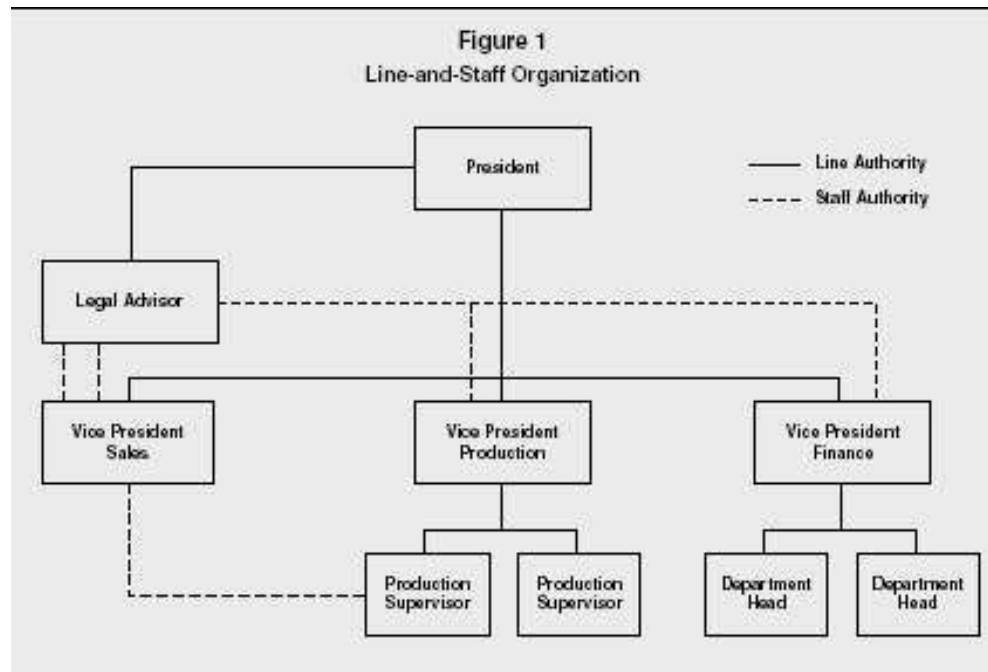 Figure 1
Line-and-Staff Organization
President
Line Authority
Staff Authority
Legal Advisor
Vice President
Sales
Vice President
Production
Vice President
Finance
Production
Supervisor
Production
Supervisor
Department
Head
Department
Head